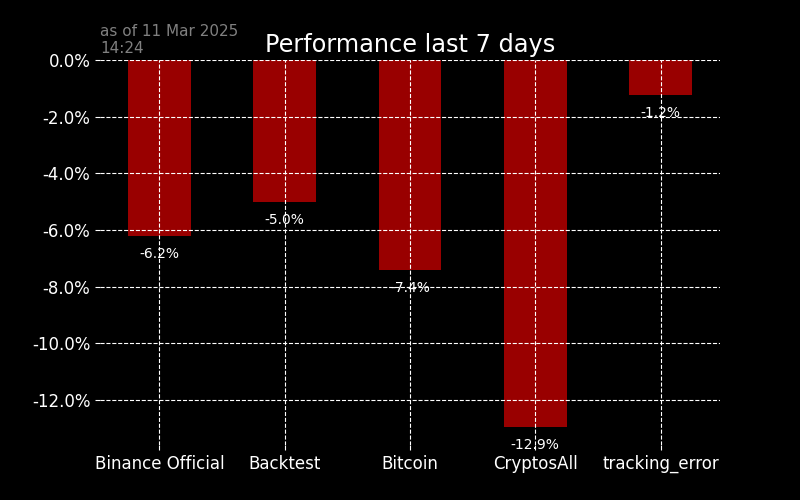 as of 11 Mar 2025
14:24
Performance last 7 days
0.0%
-2.0%
-4.0%
-6.0%
-8.0%
-10.0%
-12.0%
-6.2%
-5.0%
-7.4%
-12.9%
-1.2%
Binance Official
Backtest
Bitcoin
CryptosAll
tracking_error